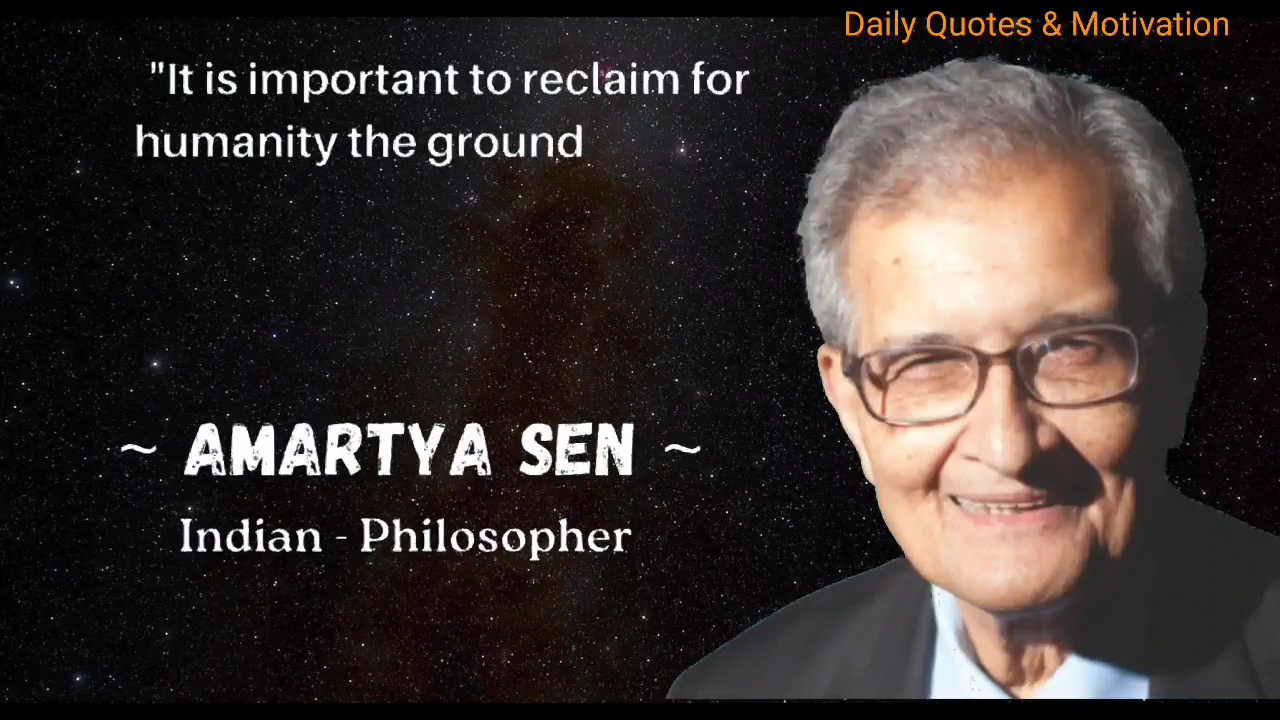 Daily Quotes & Motivation
"It is important to reclaim for
humanity the ground
~ AMARTYA SEN ~
Indian - Philosopher